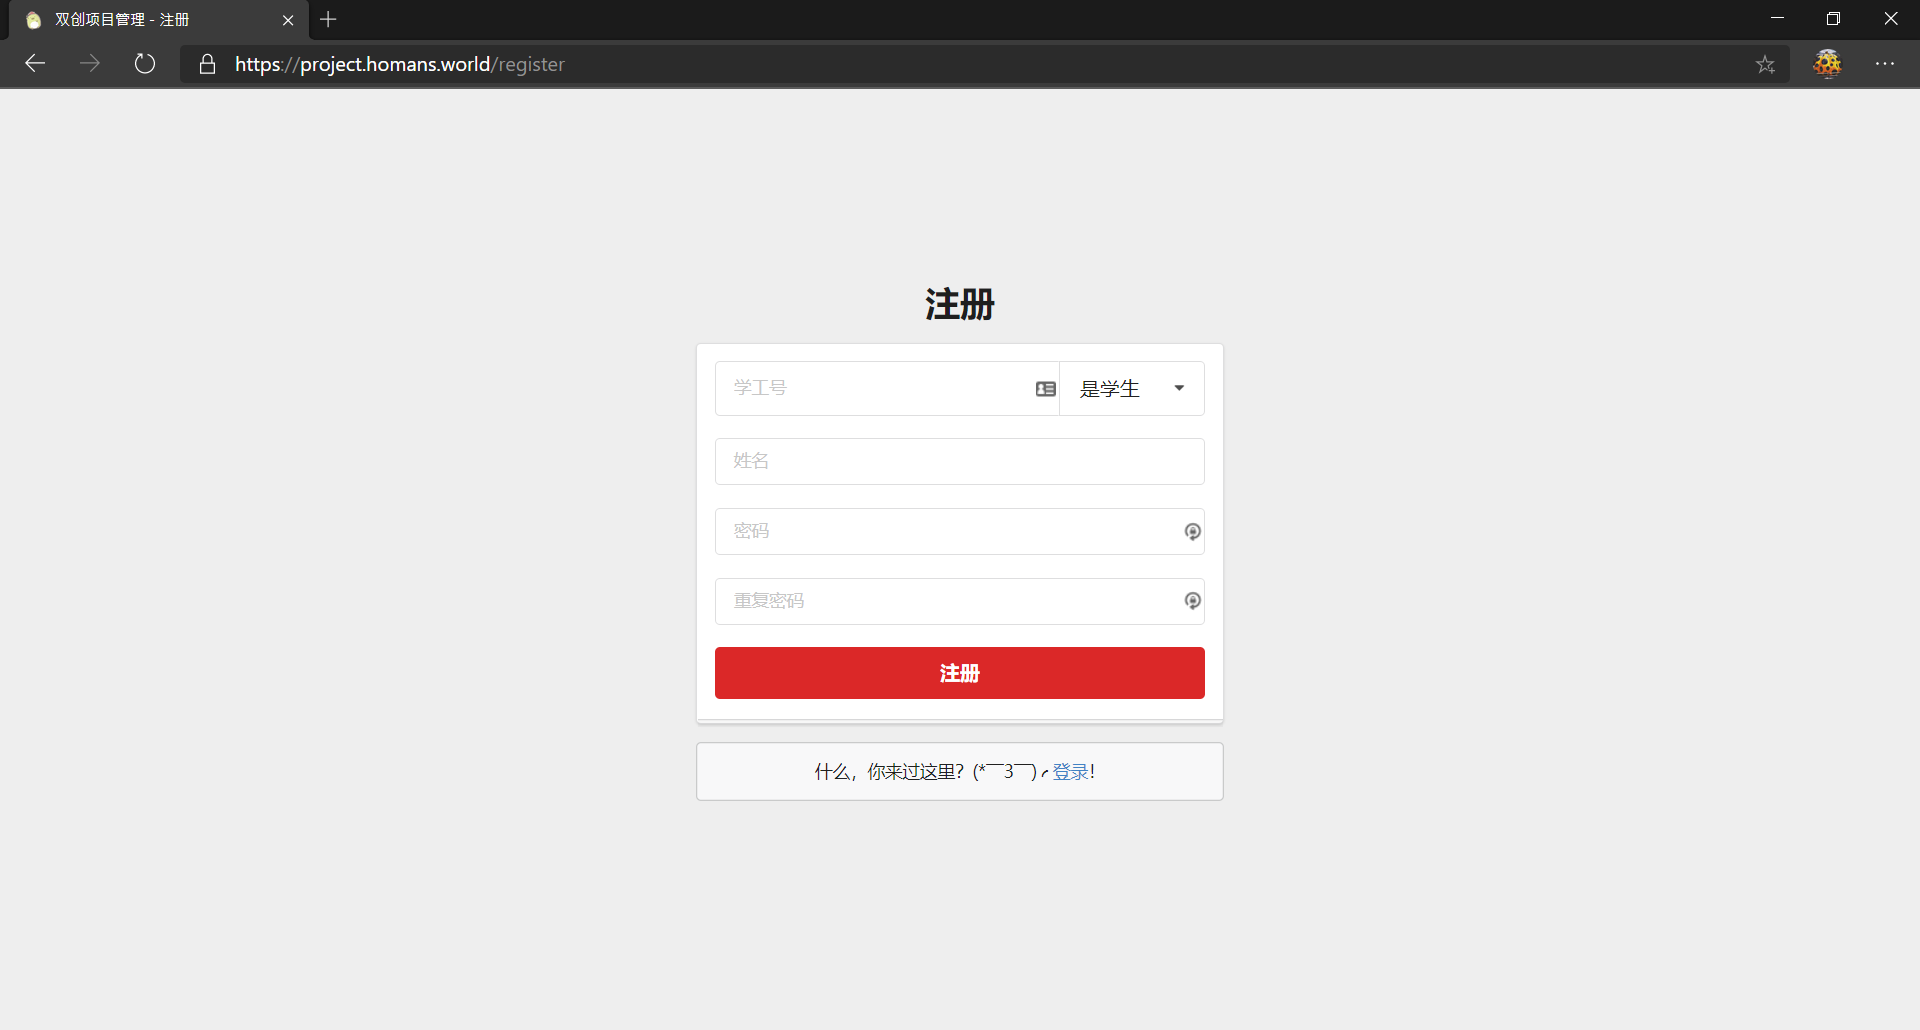 双创项目管理 - 注册
https://project.homans.world/register
注册
学工号 是学生
姓名
密码
重复密码
注册
什么，你来过这里？(*￣3￣)╭登录！